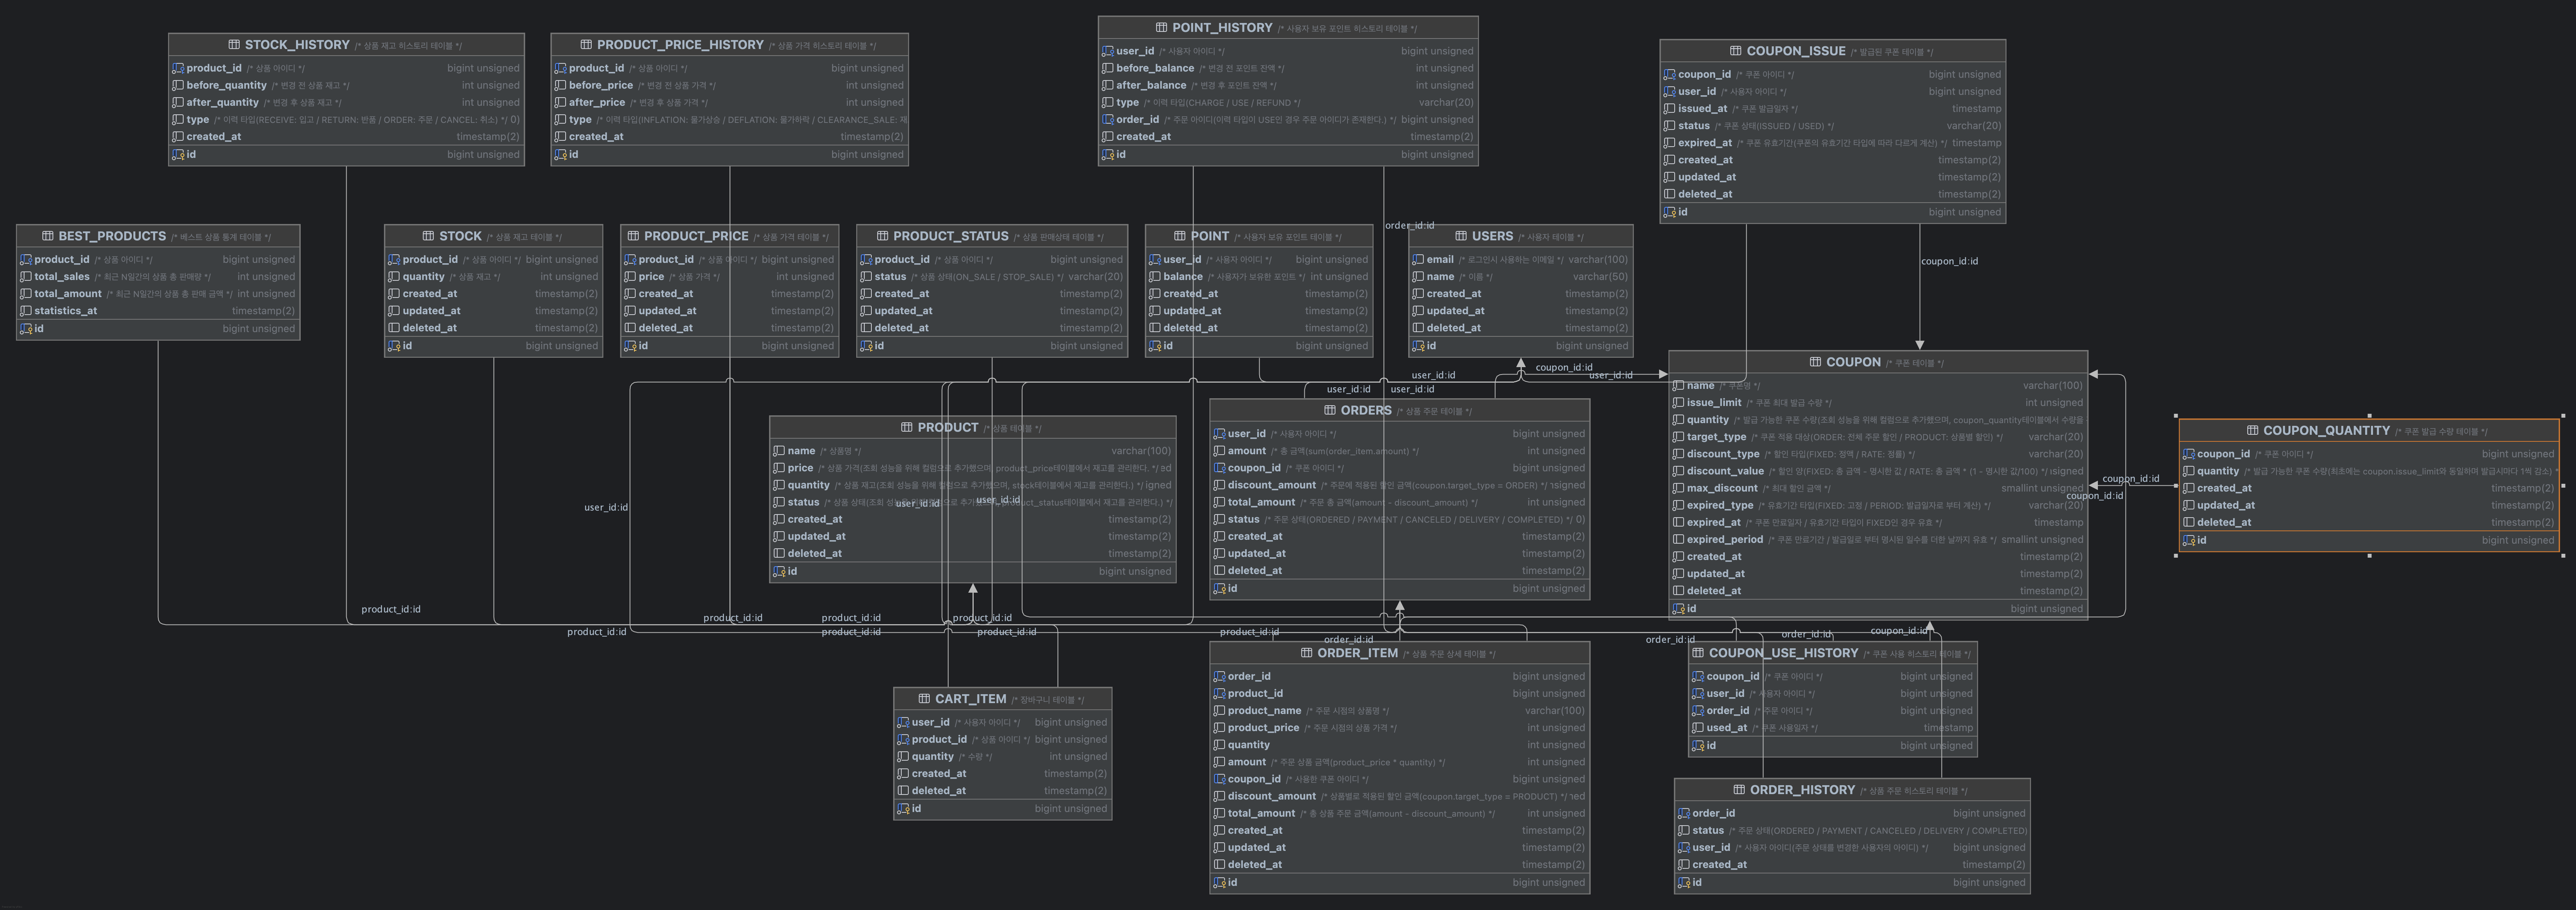 STOCK_HISTORY /* 상품 재고 히스토리 테이블 */
product_id /* 상품 아이디 */ bigint unsigned
before_quantity /* 변경 전 상품 재고 */ int unsigned
after_quantity /* 변경 후 상품 재고 */ int unsigned
type /* 이력 타입(RECEIVE: 입고 / RETURN: 반품 / ORDER: 주문 / CANCEL: 취소) */ 0)
created_at timestamp(2)
id bigint unsigned
PRODUCT_PRICE_HISTORY /* 상품 가격 히스토리 테이블 */
product_id /* 상품 아이디 */ bigint unsigned
before_price /* 변경 전 상품 가격 */ int unsigned
after_price /* 변경 후 상품 가격 */ int unsigned
type /* 이력 타입(INFLATION: 물가상승 / DEFLATION: 물가하락 / CLEARANCE_SALE: 재
created_at timestamp(2)
id bigint unsigned
POINT_HISTORY /* 사용자 보유 포인트 히스토리 테이블 */
user_id /* 사용자 아이디 */ bigint unsigned
before_balance /* 변경 전 포인트 잔액 */ int unsigned
after_balance /* 변경 후 포인트 잔액 */ int unsigned
type /* 이력 타입(CHARGE / USE / REFUND */ varchar(20)
order_id /* 주문 아이디(이력 타입이 USE인 경우 주문 아이디가 존재한다.) */ bigint unsigned
created_at timestamp(2)
id bigint unsigned
COUPON_ISSUE /* 발급된 쿠폰 테이블 */
coupon_id /* 쿠폰 아이디 */ bigint unsigned
user_id /* 사용자 아이디 */ bigint unsigned
issued_at /* 쿠폰 발급일자 */ timestamp
status /* 쿠폰 상태(ISSUED / USED) */ varchar(20)
expired_at /* 쿠폰 유효기간(쿠폰의 유효기간 타입에 따라 다르게 계산) */ timestamp
created_at timestamp(2)
updated_at timestamp(2)
deleted_at timestamp(2)
id bigint unsigned
BEST_PRODUCTS /* 베스트 상품 통계 테이블 */
product_id /* 상품 아이디 */ bigint unsigned
total_sales /* 최근 N일간의 상품 총 판매량 */ int unsigned
total_amount /* 최근 N일간의 상품 총 판매 금액 */ int unsigned
statistics_at timestamp(2)
id bigint unsigned
STOCK /* 상품 재고 테이블 */
product_id /* 상품 아이디 */ bigint unsigned
quantity /* 상품 재고 */ int unsigned
created_at timestamp(2)
updated_at timestamp(2)
deleted_at timestamp(2)
id bigint unsigned
PRODUCT_PRICE /* 상품 가격 테이블 */
product_id /* 상품 아이디 */ bigint unsigned
price /* 상품 가격 */ int unsigned
created_at timestamp(2)
updated_at timestamp(2)
deleted_at timestamp(2)
id bigint unsigned
PRODUCT_STATUS /* 상품 판매상태 테이블 */
product_id /* 상품 아이디 */ bigint unsigned
status /* 상품 상태(ON_SALE / STOP_SALE) */ varchar(20)
created_at timestamp(2)
updated_at timestamp(2)
deleted_at timestamp(2)
id bigint unsigned
POINT /* 사용자 보유 포인트 테이블 */
user_id /* 사용자 아이디 */ bigint unsigned
balance /* 사용자가 보유한 포인트 */ int unsigned
created_at timestamp(2)
updated_at timestamp(2)
deleted_at timestamp(2)
id bigint unsigned
order_id:id
USERS /* 사용자 테이블 */
email /* 로그인시 사용하는 이메일 */ varchar(100)
name /* 이름 */ varchar(50)
created_at timestamp(2)
updated_at timestamp(2)
deleted_at timestamp(2)
id bigint unsigned
coupon_id:id
user_id:id
coupon_id:id
user_id:id
user_id:id
user_id:id
COUPON /* 쿠폰 테이블 */
name /* 쿠폰명 */ varchar(100)
issue_limit /* 쿠폰 최대 발급 수량 */ int unsigned
quantity /* 발급 가능한 쿠폰 수량(조회 성능을 위해 컬럼으로 추가했으며, coupon_quantity테이블에서 수량을
target_type /* 쿠폰 적용 대상(ORDER: 전체 주문 할인 / PRODUCT: 상품별 할인) */ varchar(20)
discount_type /* 할인 타입(FIXED: 정액 / RATE: 정률) */ varchar(20)
discount_value /* 할인 양(FIXED: 총 금액 - 명시한 값 / RATE: 총 금액 * (1 - 명시한 값/100) */ ısigned
max_discount /* 최대 할인 금액 */ smallint unsigned
expired_type /* 유효기간 타입(FIXED: 고정 / PERIOD: 발급일자로 부터 계산) */ varchar(20)
expired_at /* 쿠폰 만료일자 / 유효기간 타입이 FIXED인 경우 유효 */ timestamp
expired_period /* 쿠폰 만료기간 / 발급일로 부터 명시된 일수를 더한 날까지 유효 */ smallint unsigned
created_at timestamp(2)
updated_at timestamp(2)
deleted_at timestamp(2)
id bigint unsigned
PRODUCT /* 상품 테이블 */
name /* 상품명 */ varchar(100)
price /* 상품 가격(조회 성능을 위해 컬럼으로 추가했으며, product_price테이블에서 재고를 관리한다.) */ ed
quantity /* 상품 재고(조회 성능을 위해 컬럼으로 추가했으며, stock테이블에서 재고를 관리한다.) */ gned
status /* 상품 상태(조회 성능을 위해 컬럼으로 추가했으며, product_status테이블에서 재고를 관리한다.) */
created_at timestamp(2)
updated_at timestamp(2)
deleted_at timestamp(2)
id bigint unsigned
user_id:id
user_id:id
user_id:id
ORDERS /* 상품 주문 테이블 */
user_id /* 사용자 아이디 */ bigint unsigned
amount /* 총 금액(sum(order_item.amount) */ int unsigned
coupon_id /* 쿠폰 아이디 */ bigint unsigned
discount_amount /* 주문에 적용된 할인 금액(coupon.target_type = ORDER) */ ısigned
total_amount /* 주문 총 금액(amount - discount_amount) */ int unsigned
status /* 주문 상태(ORDERED / PAYMENT / CANCELED / DELIVERY / COMPLETED) */ 0)
created_at timestamp(2)
updated_at timestamp(2)
deleted_at timestamp(2)
id bigint unsigned
COUPON_QUANTITY /* 쿠폰 발급 수량 테이블 */
coupon_id /* 쿠폰 아이디 */ bigint unsigned
quantity /* 발급 가능한 쿠폰 수량(최초에는 coupon.issue_limit와 동일하며 발급시마다 1씩 감소) *
created_at timestamp(2)
updated_at timestamp(2)
deleted_at timestamp(2)
id bigint unsigned
coupon_id:id
coupon_id:id
product_id:id
product_id:id
product_id:id
product_id:id
product_id:id
product_id:id
product_id:id
order_id:id
order_id:id
order_id:id
coupon_id:id
CART_ITEM /* 장바구니 테이블 */
user_id /* 사용자 아이디 */ bigint unsigned
product_id /* 상품 아이디 */ bigint unsigned
quantity /* 수량 */ int unsigned
created_at timestamp(2)
deleted_at timestamp(2)
id bigint unsigned
ORDER_ITEM /* 상품 주문 상세 테이블 */
order_id bigint unsigned
product_id bigint unsigned
product_name /* 주문 시점의 상품명 */ varchar(100)
product_price /* 주문 시점의 상품 가격 */ int unsigned
quantity int unsigned
amount /* 주문 상품 금액(product_price * quantity) */ int unsigned
coupon_id /* 사용한 쿠폰 아이디 */ bigint unsigned
discount_amount /* 상품별로 적용된 할인 금액(coupon.target_type = PRODUCT) */ ned
total_amount /* 총 상품 주문 금액(amount - discount_amount) */ int unsigned
created_at timestamp(2)
updated_at timestamp(2)
deleted_at timestamp(2)
id bigint unsigned
COUPON_USE_HISTORY /* 쿠폰 사용 히스토리 테이블 */
coupon_id /* 쿠폰 아이디 */ bigint unsigned
user_id /* 사용자 아이디 */ bigint unsigned
order_id /* 주문 아이디 */ bigint unsigned
used_at /* 쿠폰 사용일자 */ timestamp
id bigint unsigned
ORDER_HISTORY /* 상품 주문 히스토리 테이블 */
order_id bigint unsigned
status /* 주문 상태(ORDERED / PAYMENT / CANCELED / DELIVERY / COMPLETED)
user_id /* 사용자 아이디(주문 상태를 변경한 사용자의 아이디) */ bigint unsigned
created_at timestamp(2)
id bigint unsigned